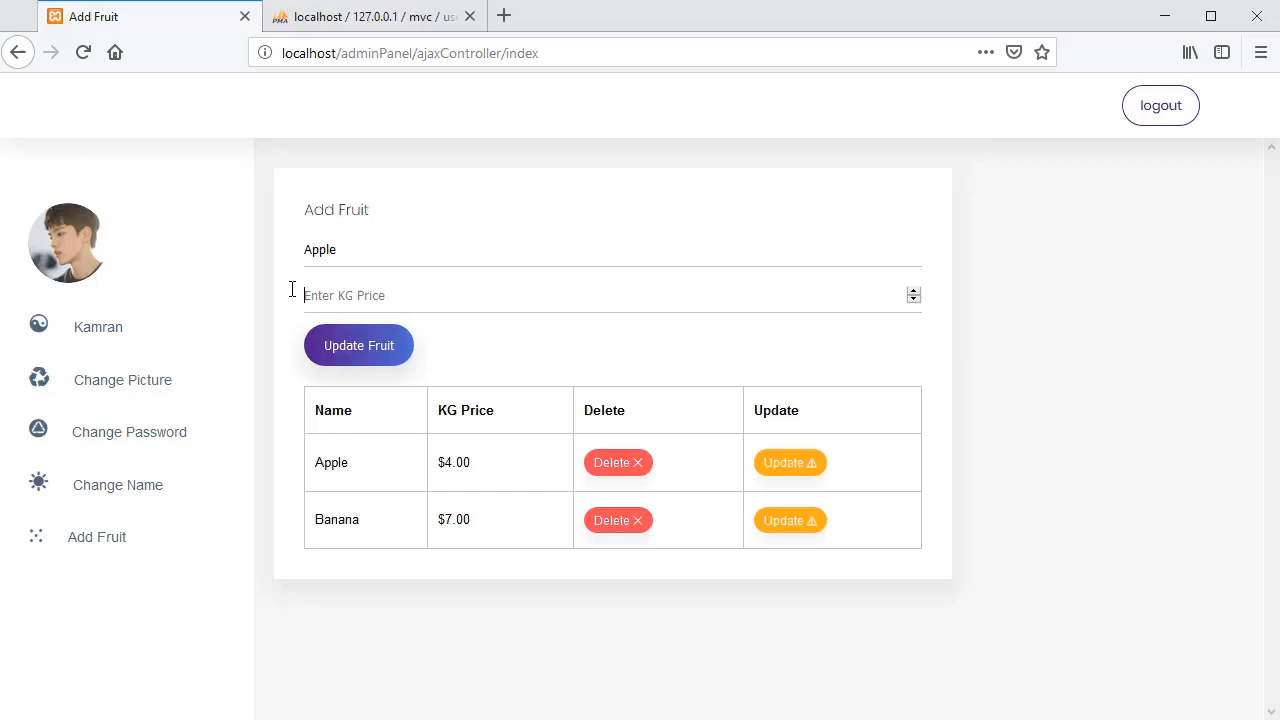 Add Fruit
localhost / 127.0.0.1 / mvc / us
localhost/adminPanel/ajaxController/index
logout
Kamran
Change Picture
Change Password
Change Name
Add Fruit
Add Fruit
Apple
Enter KG Price
Update Fruit
Name KG Price Delete Update
Apple $4.00 Delete Update
Banana $7.00 Delete Update